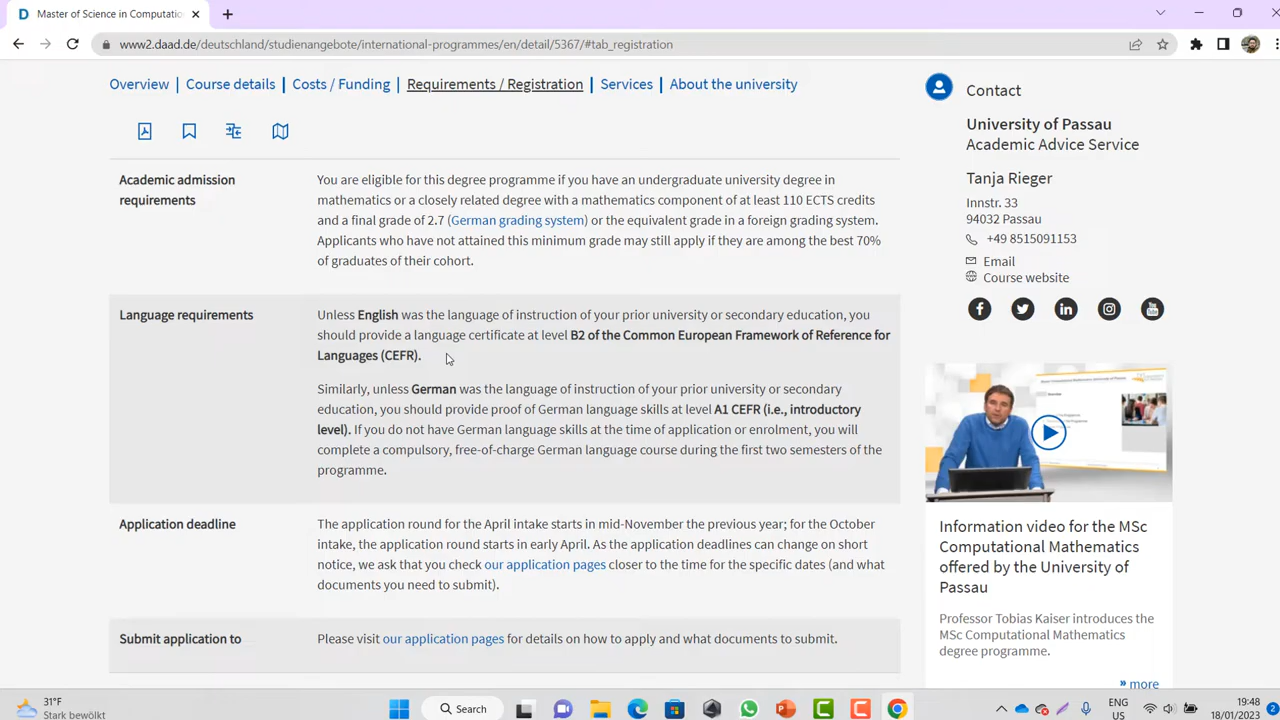 Master of Science in Computatio
www2.daad.de/deutschland/studienangebote/international-programmes/en/detail/5367/#tab_registration
Overview | Course details | Costs / Funding | Requirements / Registration | Services | About the university
Academic admission
requirements
You are eligible for this degree programme if you have an undergraduate university degree in
mathematics or a closely related degree with a mathematics component of at least 110 ECTS credits
and a final grade of 2.7 (German grading system) or the equivalent grade in a foreign grading system.
Applicants who have not attained this minimum grade may still apply if they are among the best 70%
of graduates of their cohort.
Language requirements
Unless English was the language of instruction of your prior university or secondary education, you
should provide a language certificate at level B2 of the Common European Framework of Reference for
Languages (CEFR).
Similarly, unless German was the language of instruction of your prior university or secondary
education, you should provide proof of German language skills at level A1 CEFR (i.e., introductory
level). If you do not have German language skills at the time of application or enrolment, you will
complete a compulsory, free-of-charge German language course during the first two semesters of the
programme.
Application deadline
The application round for the April intake starts in mid-November the previous year; for the October
intake, the application round starts in early April. As the application deadlines can change on short
notice, we ask that you check our application pages closer to the time for the specific dates (and what
documents you need to submit).
Submit application to
Please visit our application pages for details on how to apply and what documents to submit.
Contact
University of Passau
Academic Advice Service
Tanja Rieger
Innstr. 33
94032 Passau
+49 8515091153
Email
Course website
Information video for the MSc
Computational Mathematics
offered by the University of
Passau
Professor Tobias Kaiser introduces the
MSc Computational Mathematics
degree programme.
» more
31°F
Stark bewölkt
Search
ENG
US
19:48
18/01/2023
2